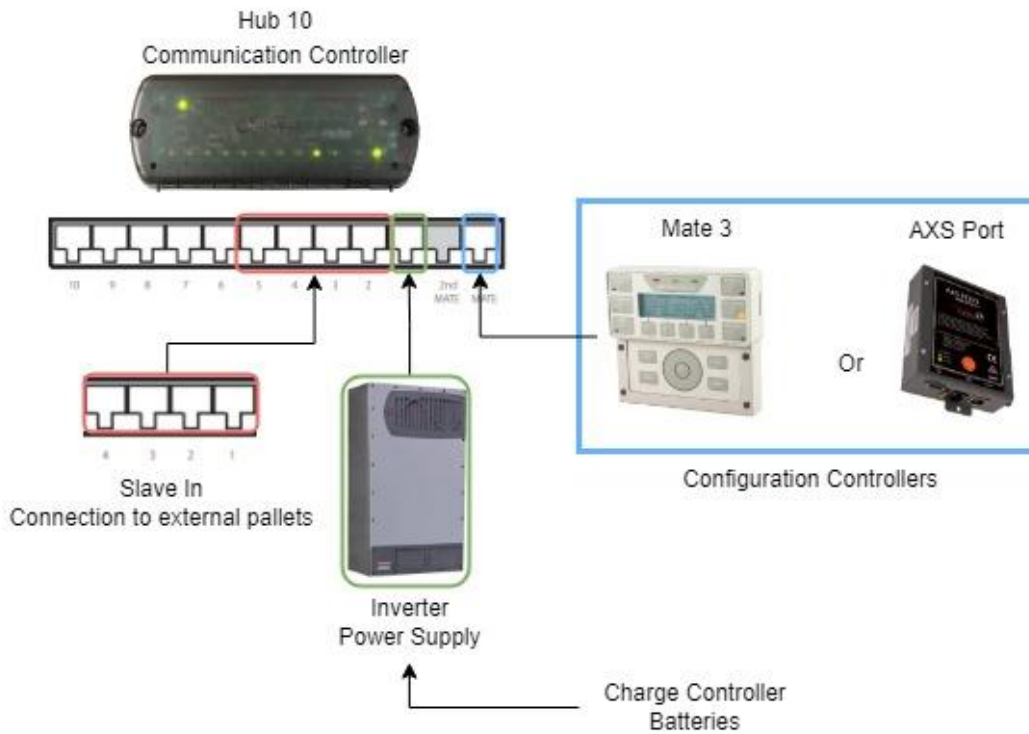 Hub 10
Communication Controller
10 9 8 7 6 5 4 3 2 2nd MATE MATE
Mate 3
AXS Port
Or
Configuration Controllers
4 3 2 1
Slave In
Connection to external pallets
Inverter
Power Supply
Charge Controller
Batteries